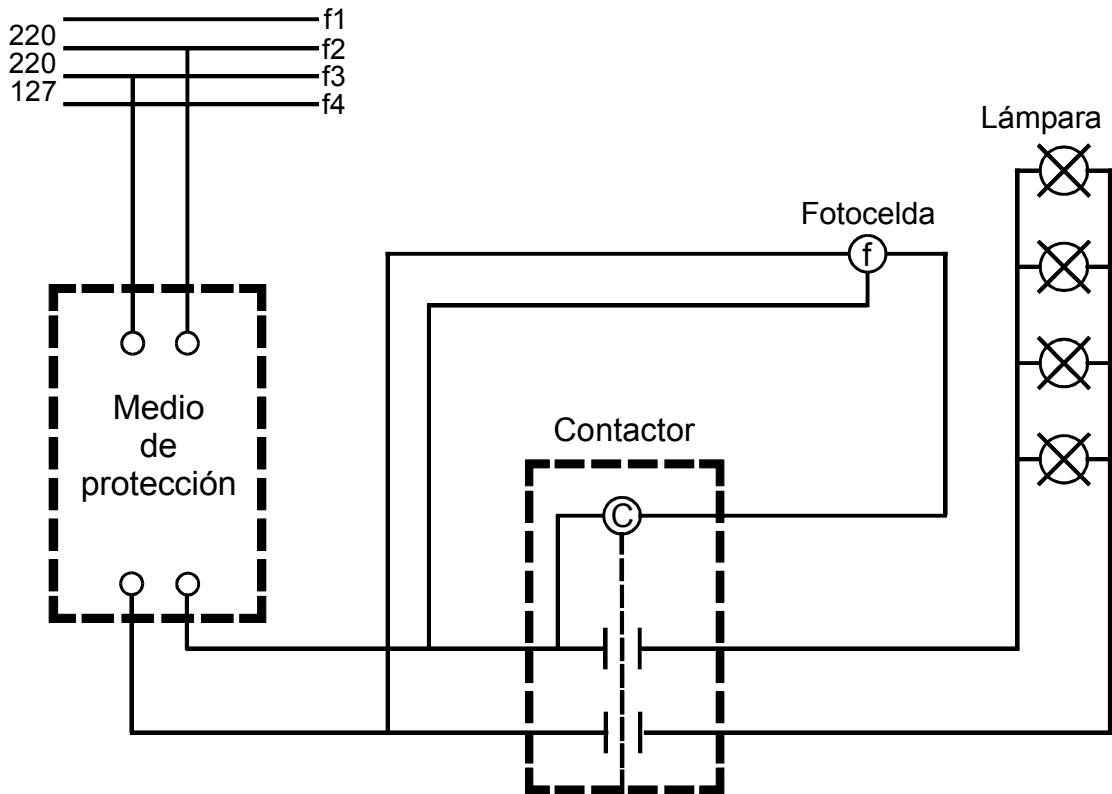 f1
220
f2
220
f3
127
f4
Lámpara
Fotocelda
f
Medio
de
protección
Contactor
C